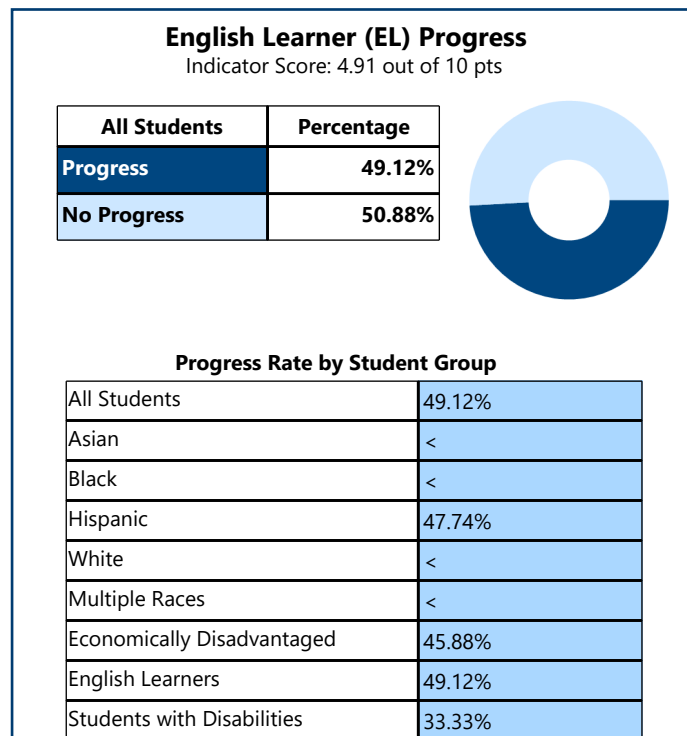 English Learner (EL) Progress
Indicator Score: 4.91 out of 10 pts
All Students Percentage
Progress 49.12%
No Progress 50.88%
Progress Rate by Student Group
All Students 49.12%
Asian <
Black <
Hispanic 47.74%
White <
Multiple Races <
Economically Disadvantaged 45.88%
English Learners 49.12%
Students with Disabilities 33.33%